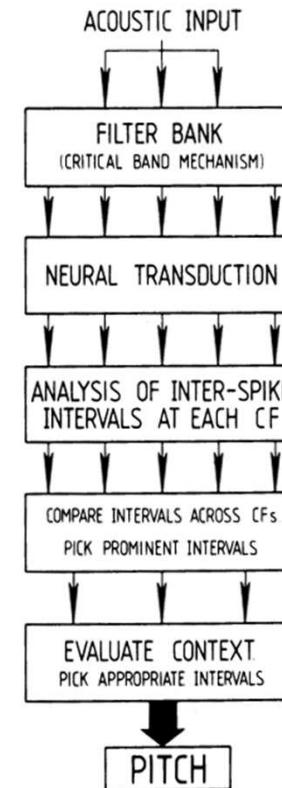 ACOUSTIC INPUT
FILTER BANK
(CRITICAL BAND MECHANISM)
NEURAL TRANSDUCTION
ANALYSIS OF INTER-SPIKE
INTERVALS AT EACH CF
COMPARE INTERVALS ACROSS CFs
PICK PROMINENT INTERVALS
EVALUATE CONTEXT.
PICK APPROPRIATE INTERVALS
PITCH